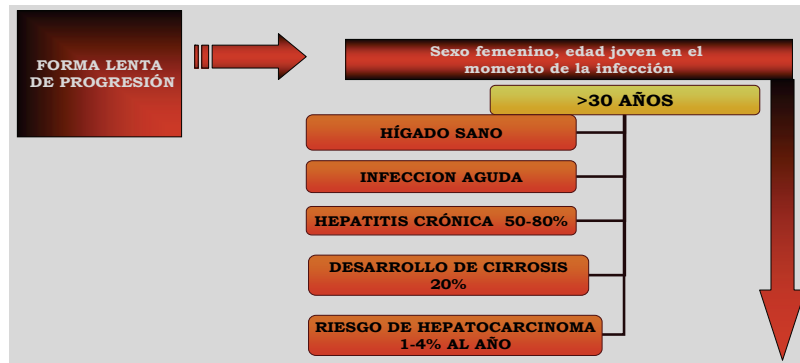 FORMA LENTA
DE PROGRESIÓN
Sexo femenino, edad joven en el
momento de la infección
>30 AÑOS
HÍGADO SANO
INFECCION AGUDA
HEPATITIS CRÓNICA 50-80%
DESARROLLO DE CIRROSIS
20%
RIESGO DE HEPATOCARCINOMA
1-4% AL AÑO